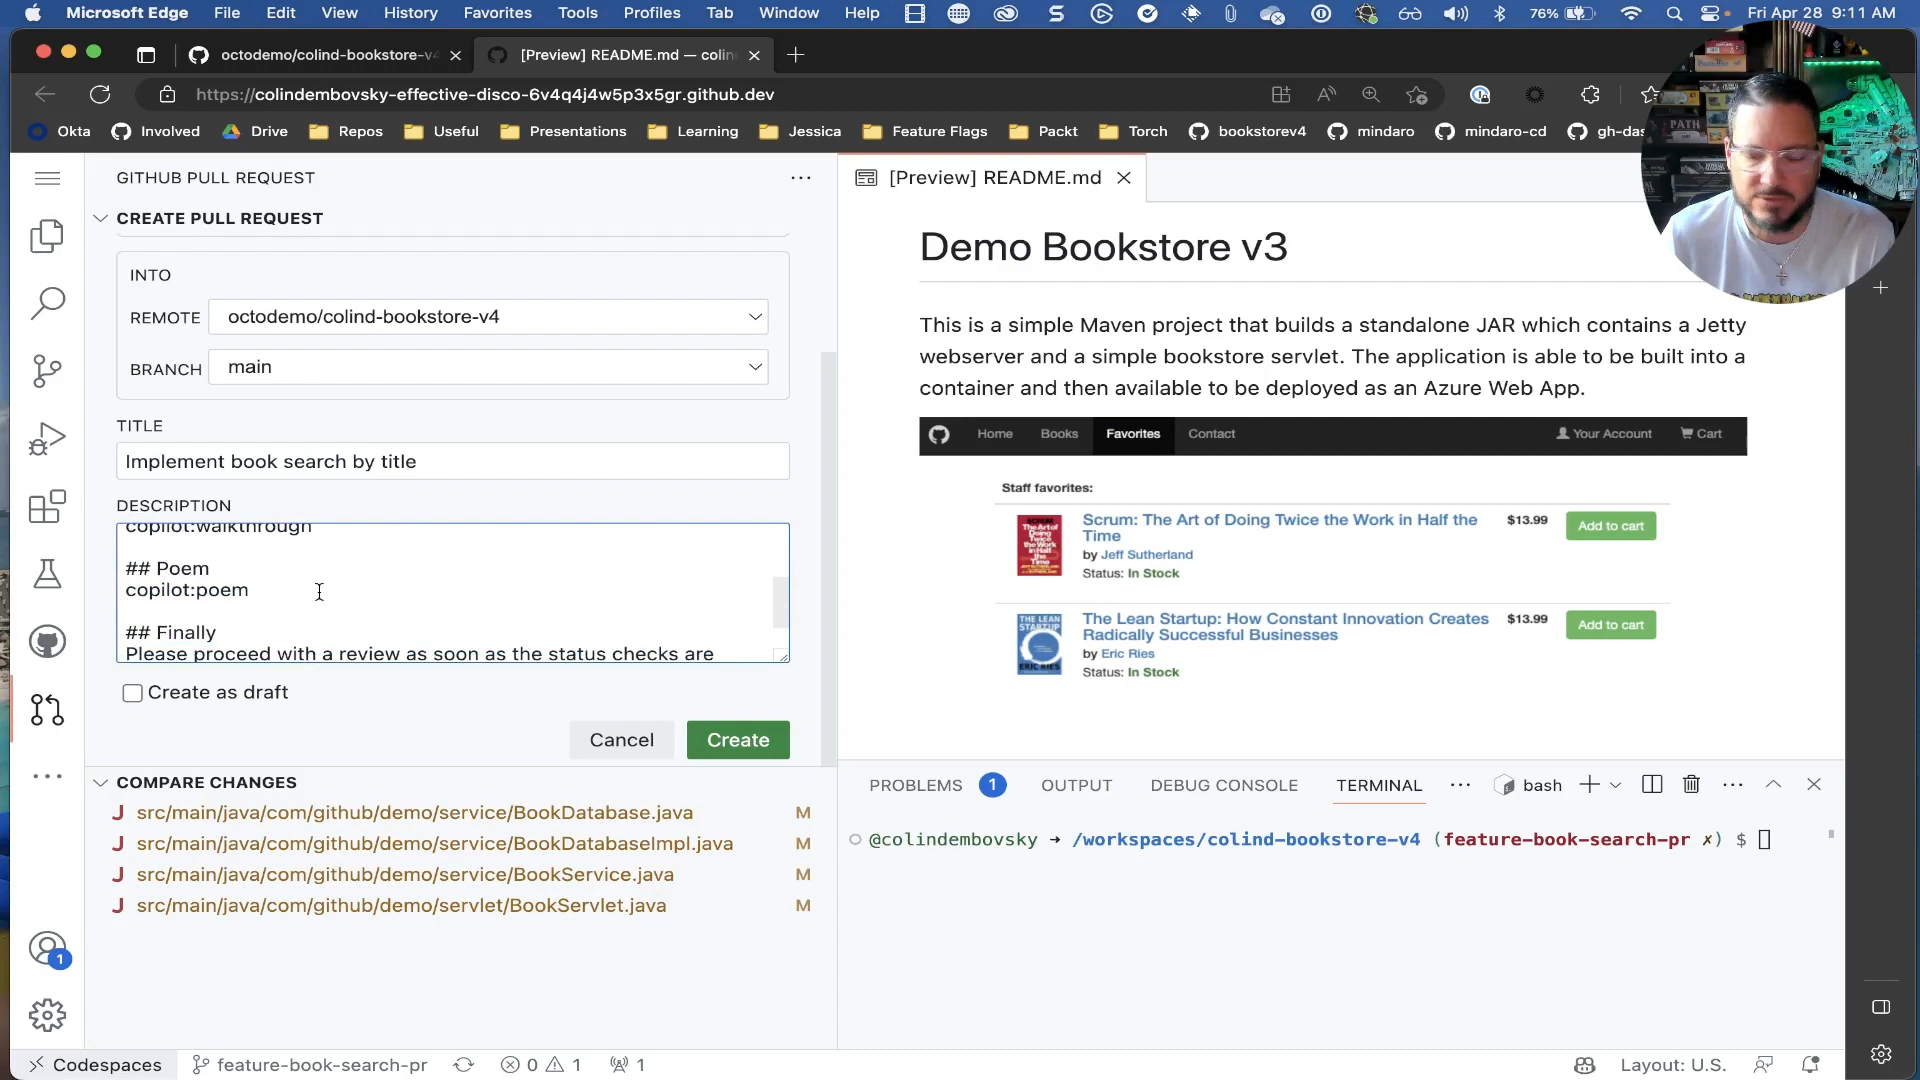 Microsoft Edge File Edit View History Favorites Tools Profiles Tab Window Help 76% Fri Apr 28 9:11 AM
octodemo/colind-bookstore-v4 [Preview] README.md — colin
https://colindembovsky-effective-disco-6v4q4j4w5p3x5gr.github.dev
Okta Involved Drive Repos Useful Presentations Learning Jessica Feature Flags Packt Torch bookstorev4 mindaro mindaro-cd gh-das
GITHUB PULL REQUEST
CREATE PULL REQUEST
INTO
REMOTE octodemo/colind-bookstore-v4
BRANCH main
TITLE
Implement book search by title
DESCRIPTION
copilot:walkthrough
## Poem
copilot:poem
## Finally
Please proceed with a review as soon as the status checks are
Create as draft
Cancel Create
COMPARE CHANGES
J src/main/java/com/github/demo/service/BookDatabase.java M
J src/main/java/com/github/demo/service/BookDatabaseImpl.java M
J src/main/java/com/github/demo/service/BookService.java M
J src/main/java/com/github/demo/servlet/BookServlet.java M
[Preview] README.md
Demo Bookstore v3
This is a simple Maven project that builds a standalone JAR which contains a Jetty
webserver and a simple bookstore servlet. The application is able to be built into a
container and then available to be deployed as an Azure Web App.
Home Books Favorites Contact Your Account Cart
Staff favorites:
Scrum: The Art of Doing Twice the Work in Half the
Time
by Jeff Sutherland
Status: In Stock
$13.99 Add to cart
The Lean Startup: How Constant Innovation Creates
Radically Successful Businesses
by Eric Ries
Status: In Stock
$13.99 Add to cart
PROBLEMS 1 OUTPUT DEBUG CONSOLE TERMINAL bash
@colindembovsky ➜ /workspaces/colind-bookstore-v4 (feature-book-search-pr ✗) $
1
Codespaces feature-book-search-pr 0 1 1 Layout: U.S.